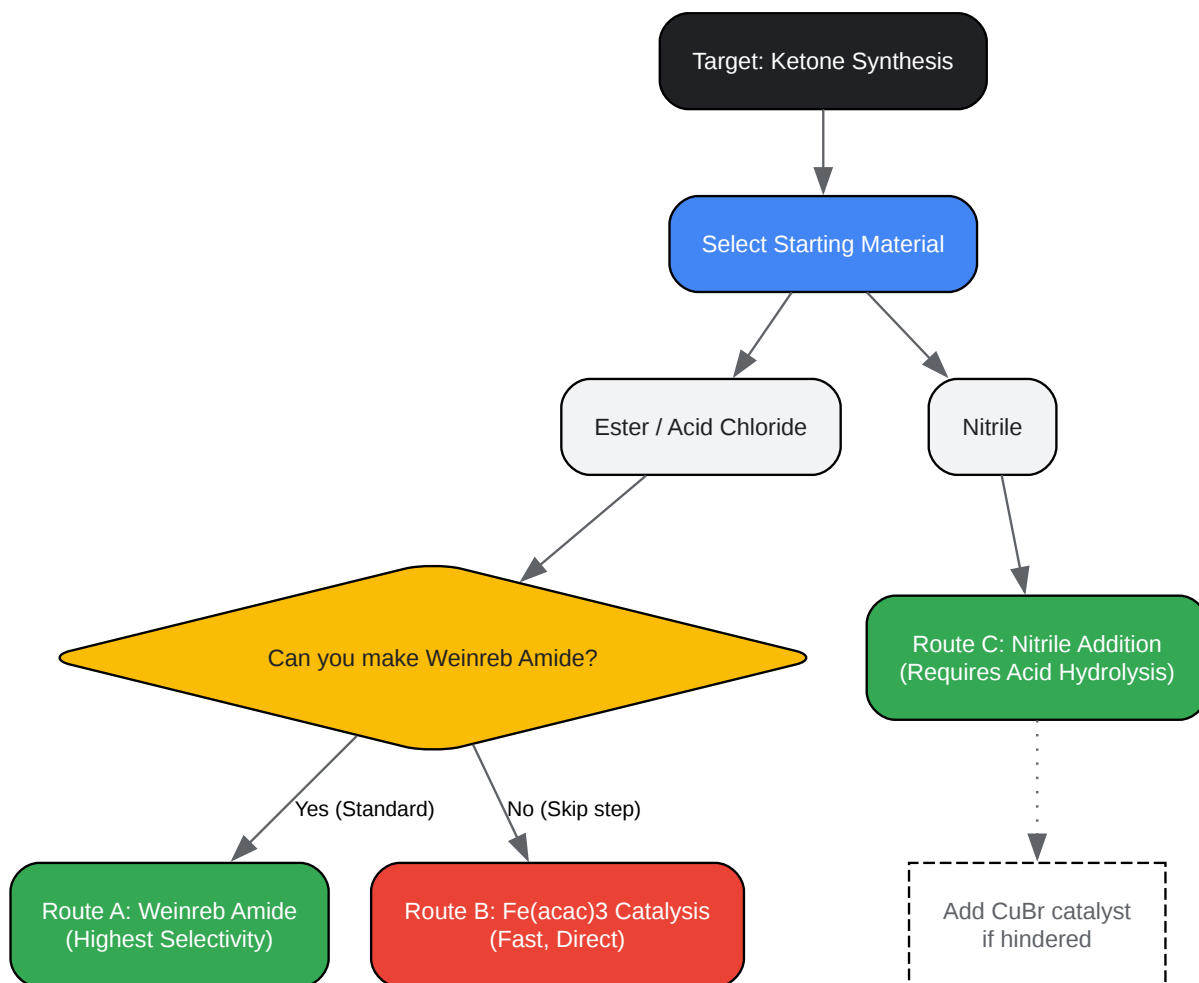 Target: Ketone Synthesis
Select Starting Material
Ester / Acid Chloride
Nitrile
Can you make Weinreb Amide?
Route C: Nitrile Addition
(Requires Acid Hydrolysis)
Yes (Standard)
No (Skip step)
Route A: Weinreb Amide
(Highest Selectivity)
Route B: Fe(acac)3 Catalysis
(Fast, Direct)
Add CuBr catalyst
if hindered